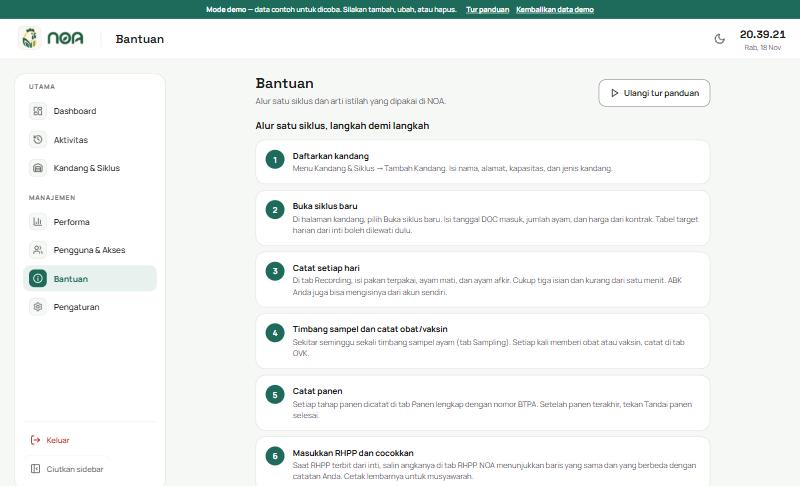 Mode demo — data contoh untuk dicoba. Silakan tambah, ubah, atau hapus. Tur panduan Kembalikan data demo
NOA
Bantuan
20.39.21
Rab, 18 Nov
UTAMA
Dashboard
Aktivitas
Kandang & Siklus
MANAJEMEN
Performa
Pengguna & Akses
Bantuan
Pengaturan
Keluar
Ciutkan sidebar
Bantuan
Alur satu siklus dan arti istilah yang dipakai di NOA.
Ulangi tur panduan
Alur satu siklus, langkah demi langkah
1
Daftarkan kandang
Menu Kandang & Siklus → Tambah Kandang. Isi nama, alamat, kapasitas, dan jenis kandang.
2
Buka siklus baru
Di halaman kandang, pilih Buka siklus baru. Isi tanggal DOC masuk, jumlah ayam, dan harga dari kontrak. Tabel target
harian dari inti boleh dilewati dulu.
3
Catat setiap hari
Di tab Recording, isi pakan terpakai, ayam mati, dan ayam afkir. Cukup tiga isian dan kurang dari satu menit. ABK
Anda juga bisa mengisinya dari akun sendiri.
4
Timbang sampel dan catat obat/vaksin
Sekitar seminggu sekali timbang sampel ayam (tab Sampling). Setiap kali memberi obat atau vaksin, catat di tab
OVK.
5
Catat panen
Setiap tahap panen dicatat di tab Panen lengkap dengan nomor BTPA. Setelah panen terakhir, tekan Tandai panen
selesai.
6
Masukkan RHPP dan cocokkan
Saat RHPP terbit dari inti, salin angkanya di tab RHPP. NOA menunjukkan baris yang sama dan yang berbeda dengan
catatan Anda. Cetak lembarnya untuk musyawarah.